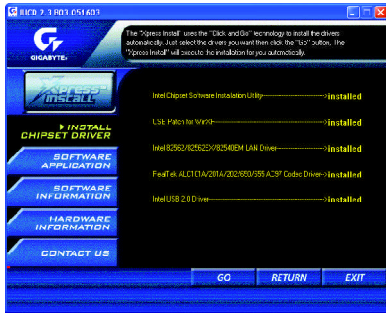 IUCD 2.3 B03.051603
The "Xpress Install" uses the "Click and Go" technology to install the drivers
automatically. Just select the drivers you want then click the "GO" button. The
"Xpress Install" will execute the installation for you automatically.
GIGABYTE
Xpress
INSTALL
Intel Chipset Software Installation Utility->installed
INSTALL
CHIPSET DRIVER
USB Patch for WinXP->installed
Intel 82562/82562EX/82540EM LAN Driver->installed
SOFTWARE
APPLICATION
RealTek ALC101A/201A/202/650/655 AC97 Codec Driver->installed
SOFTWARE
INFORMATION
Intel USB 2.0 Driver->installed
HARDWARE
INFORMATION
CONTACT US
GO RETURN EXIT